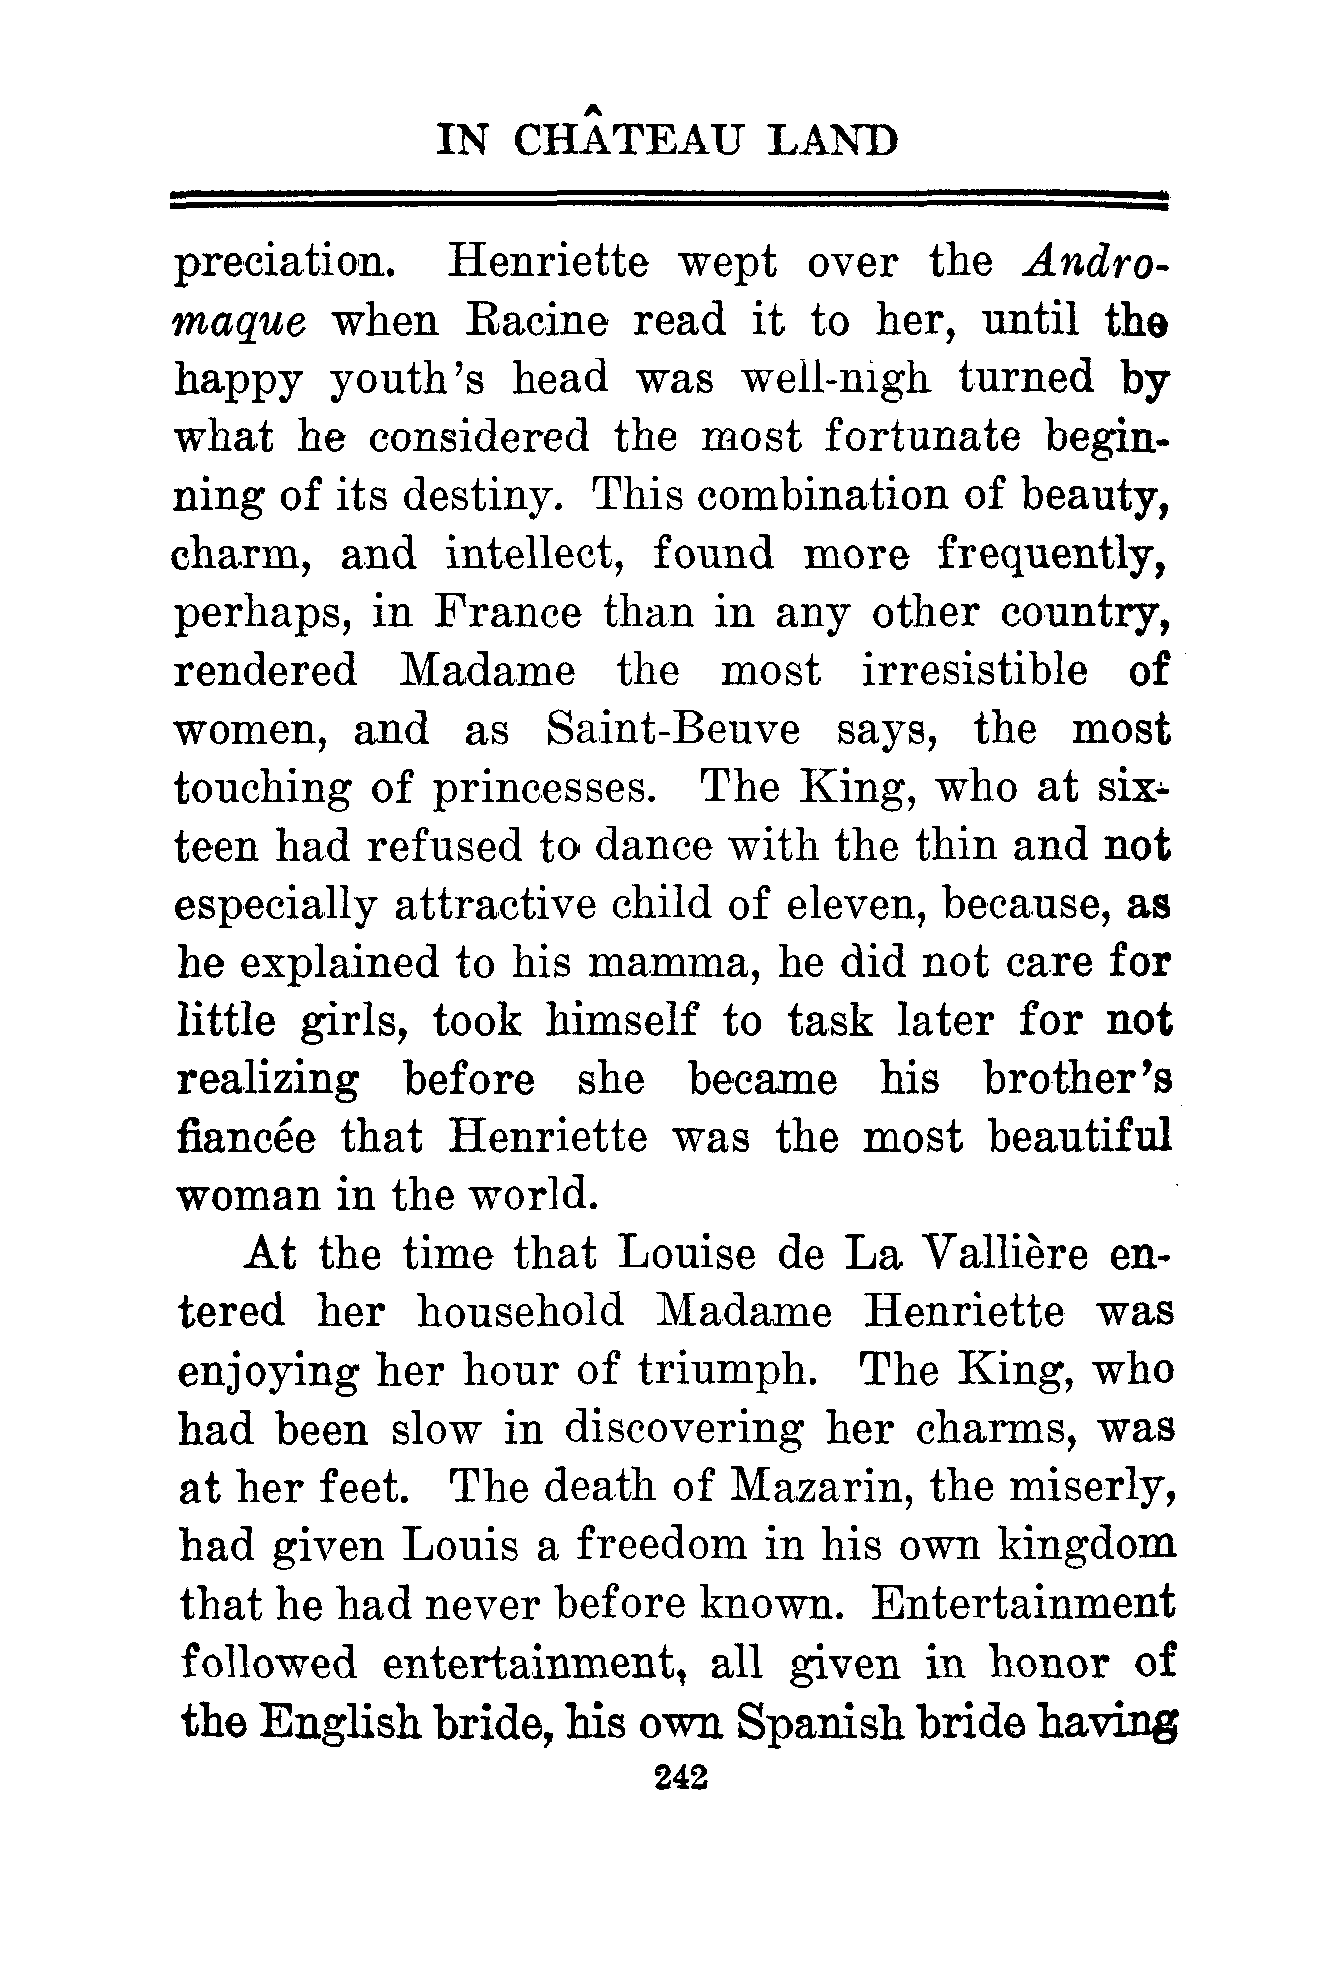 IN CHÂTEAU LAND
preciation. Henriette wept over the Andro-
maque when Racine read it to her, until the
happy youth's head was well-nigh turned by
what he considered the most fortunate begin-
ning of its destiny. This combination of beauty,
charm, and intellect, found more frequently,
perhaps, in France than in any other country,
rendered Madame the most irresistible of
women, and as Saint-Beuve says, the most
touching of princesses. The King, who at six-
teen had refused to dance with the thin and not
especially attractive child of eleven, because, as
he explained to his mamma, he did not care for
little girls, took himself to task later for not
realizing before she became his brother's
fiancée that Henriette was the most beautiful
woman in the world.
At the time that Louise de La Vallière en-
tered her household Madame Henriette was
enjoying her hour of triumph. The King, who
had been slow in discovering her charms, was
at her feet. The death of Mazarin, the miserly,
had given Louis a freedom in his own kingdom
that he had never before known. Entertainment
followed entertainment, all given in honor of
the English bride, his own Spanish bride having
242